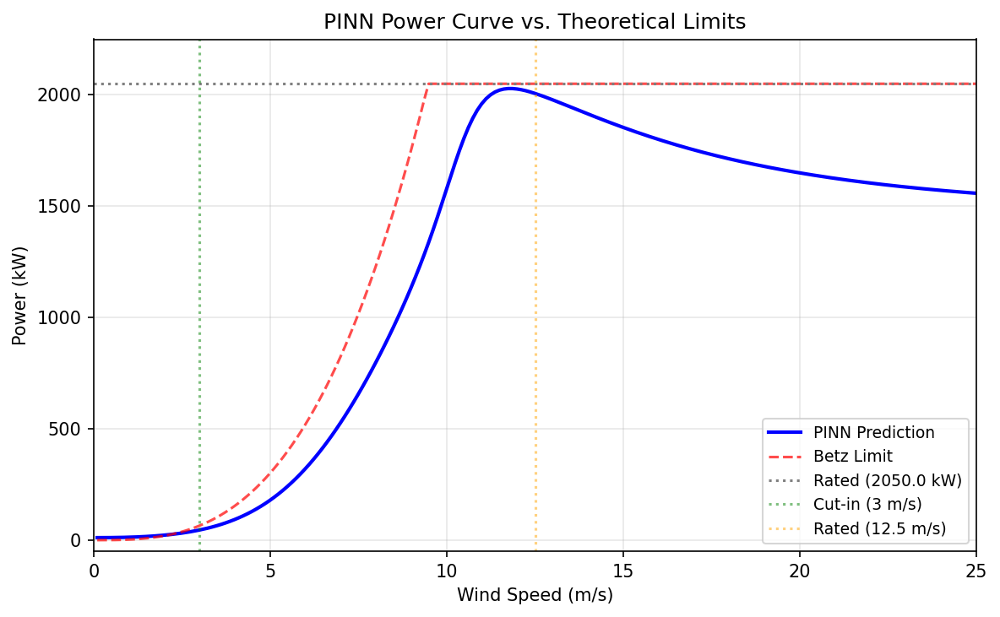 PINN Power Curve vs. Theoretical Limits
Power (kW)
2000
1500
1000
500
0
0 5 10 15 20 25
Wind Speed (m/s)
PINN Prediction
Betz Limit
Rated (2050.0 kW)
Cut-in (3 m/s)
Rated (12.5 m/s)